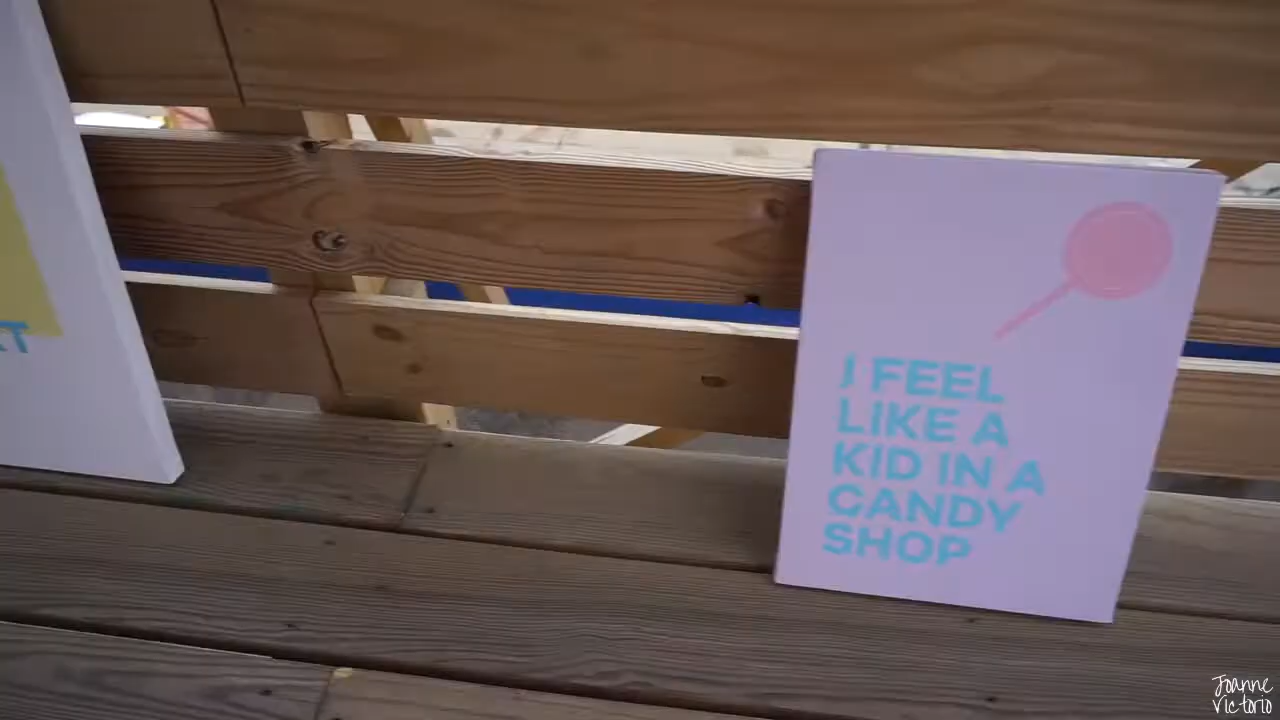 I FEEL
LIKE A
KID IN A
CANDY
SHOP
Joanne
Victorio